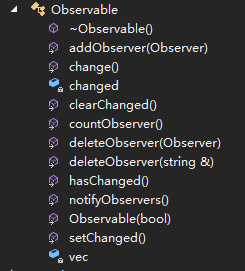 Observable
~Observable()
addObserver(Observer)
change()
changed
clearChanged()
countObserver()
deleteObserver(Observer)
deleteObserver(string &)
hasChanged()
notifyObservers()
Observable(bool)
setChanged()
vec